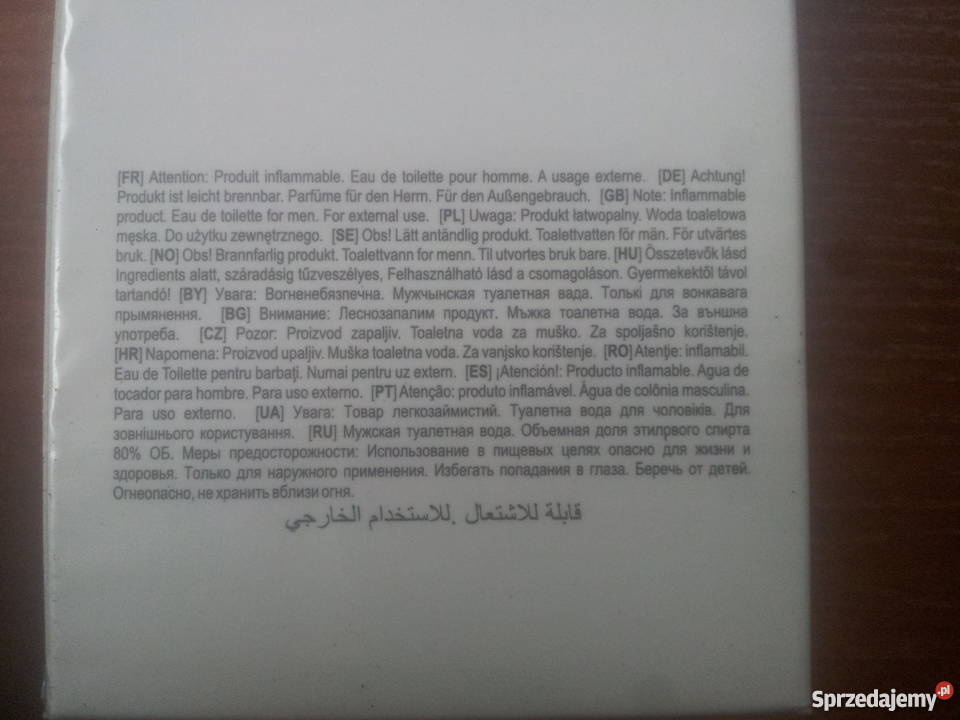 [FR] Attention: Produit inflammable. Eau de toilette pour homme. A usage externe. [DE] Achtung!
Produkt ist leicht brennbar. Parfüme für den Herrn. Für den Außengebrauch. [GB] Note: Inflammable
product. Eau de toilette for men. For external use. [PL] Uwaga: Produkt łatwopalny. Woda toaletowa
męska. Do użytku zewnętrznego. [SE] Obs! Lätt antändlig produkt. Toalettvatten för män. För utvärtes
bruk. [NO] Obs! Brannfarlig produkt. Toalettvann for menn. Til utvortes bruk bare. [HU] Összetevők lásd
Ingredients alatt, száradásig tűzveszélyes, Felhasználható lásd a csomagoláson. Gyermekektől távol
tartandó! [BY] Увага: Вогненебязпечна. Мужчынская туалетная вада. Толькі для вонкавага
прымянення. [BG] Внимание: Леснозапалим продукт. Мъжка тоалетна вода. За външна
употреба. [CZ] Pozor: Proizvod zapaljiv. Toaletna voda za muško. Za spoljašno korištenje.
[HR] Napomena: Proizvod upaljiv. Muška toaletna voda. Za vanjsko korištenje. [RO] Atenţie: inflamabil.
Eau de Toilette pentru barbaţi. Numai pentru uz extern. [ES] ¡Atención!: Producto inflamable. Agua de
tocador para hombre. Para uso externo. [PT] Atenção: produto inflamável. Água de colônia masculina.
Para uso externo. [UA] Увага: Товар легкозаймистий. Туалетна вода для чоловіків. Для
зовнішнього користування. [RU] Мужская туалетная вода. Объемная доля этилрвого спирта
80% ОБ. Меры предосторожности: Использование в пищевых целях опасно для жизни и
здоровья. Только для наружного применения. Избегать попадания в глаза. Беречь от детей.
Огнеопасно, не хранить вблизи огня.
قابلة للاشتعال .للاستخدام الخارجي
Sprzedajemy.pl